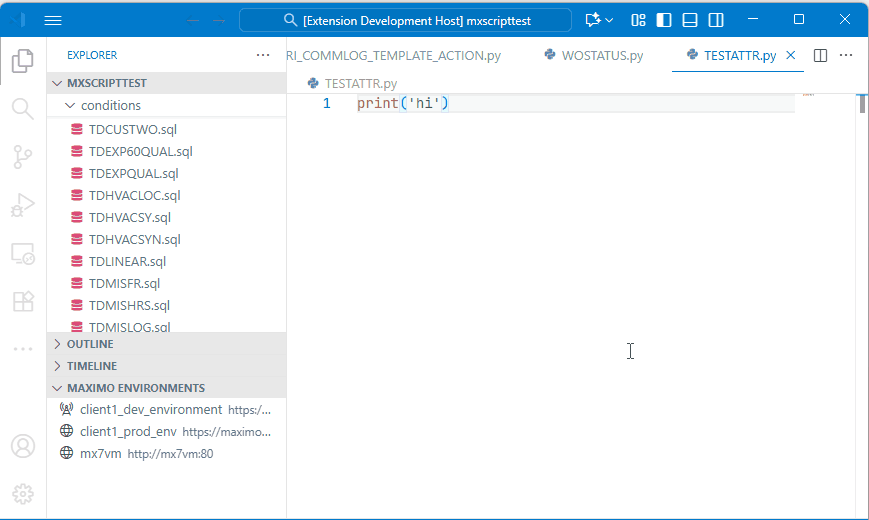 [Extension Development Host] mxscripttest
EXPLORER
RI_COMMLOG_TEMPLATE_ACTION.py
WOSTATUS.py
TESTATTR.py
MXSCRIPTTEST
TESTATTR.py
conditions
1 print('hi')
TDCUSTWO.sql
TDEXP60QUAL.sql
TDEXPQUAL.sql
TDHVACLOC.sql
TDHVACSY.sql
TDHVACSYN.sql
TDLINEAR.sql
TDMISFR.sql
TDMISHRS.sql
TDMISLOG.sql
OUTLINE
TIMELINE
MAXIMO ENVIRONMENTS
client1_dev_environment https:/...
client1_prod_env https://maximo...
mx7vm http://mx7vm:80